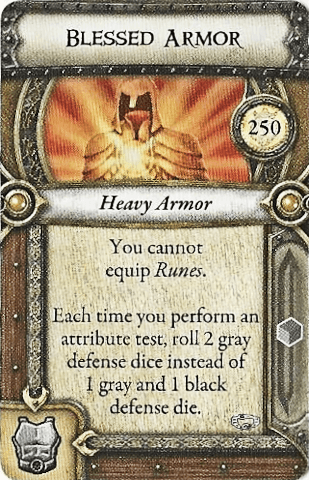 Blessed Armor
250
Heavy Armor
You cannot
equip Runes.
Each time you perform an
attribute test, roll 2 gray
defense dice instead of
1 gray and 1 black
defense die.